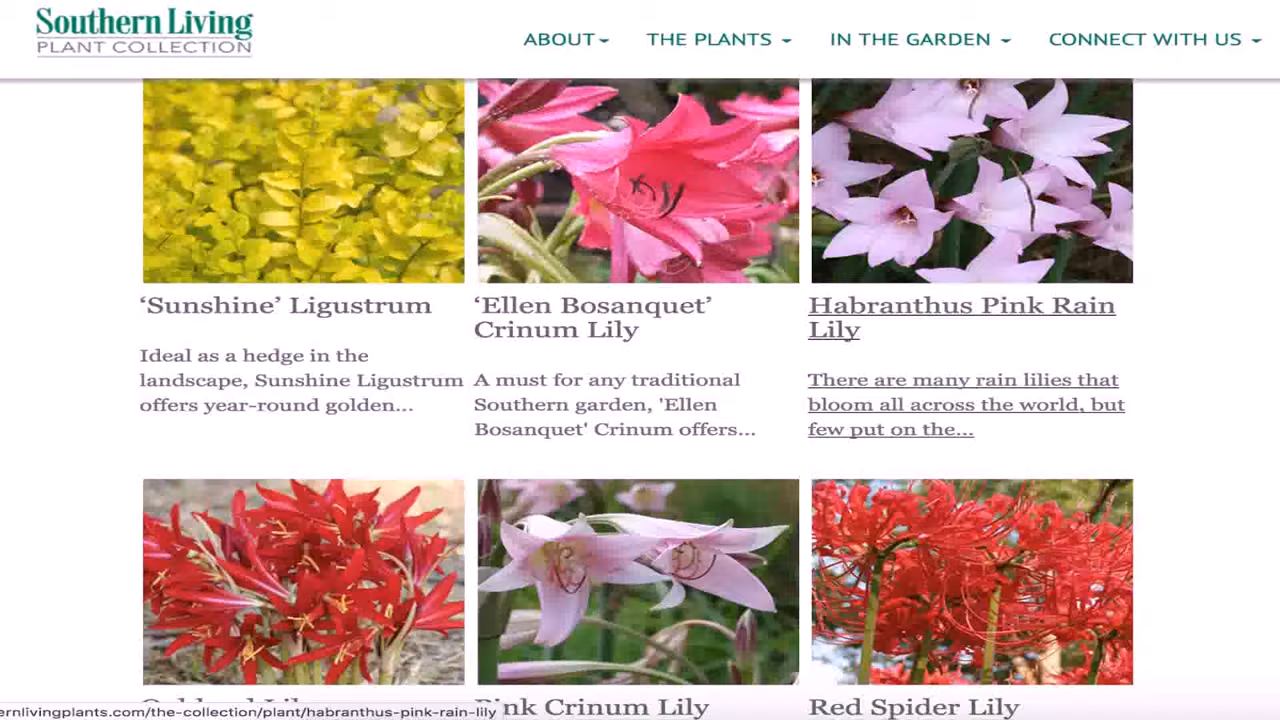 Southern Living
PLANT COLLECTION
ABOUT
THE PLANTS
IN THE GARDEN
CONNECT WITH US
‘Sunshine’ Ligustrum
Ideal as a hedge in the
landscape, Sunshine Ligustrum
offers year-round golden...
‘Ellen Bosanquet’
Crinum Lily
A must for any traditional
Southern garden, 'Ellen
Bosanquet' Crinum offers...
Habranthus Pink Rain
Lily
There are many rain lilies that
bloom all across the world, but
few put on the...
Pink Crinum Lily
Red Spider Lily
ernlivingplants.com/the-collection/plant/habranthus-pink-rain-lily